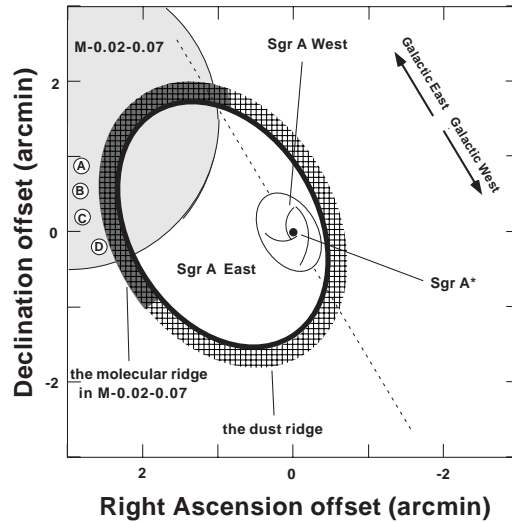 M-0.02-0.07
Sgr A West
Galactic East
Galactic West
2
A
B
C
D
0
Sgr A East
Sgr A*
-2
the molecular ridge
in M-0.02-0.07
the dust ridge
2
0
-2
Declination offset (arcmin)
Right Ascension offset (arcmin)